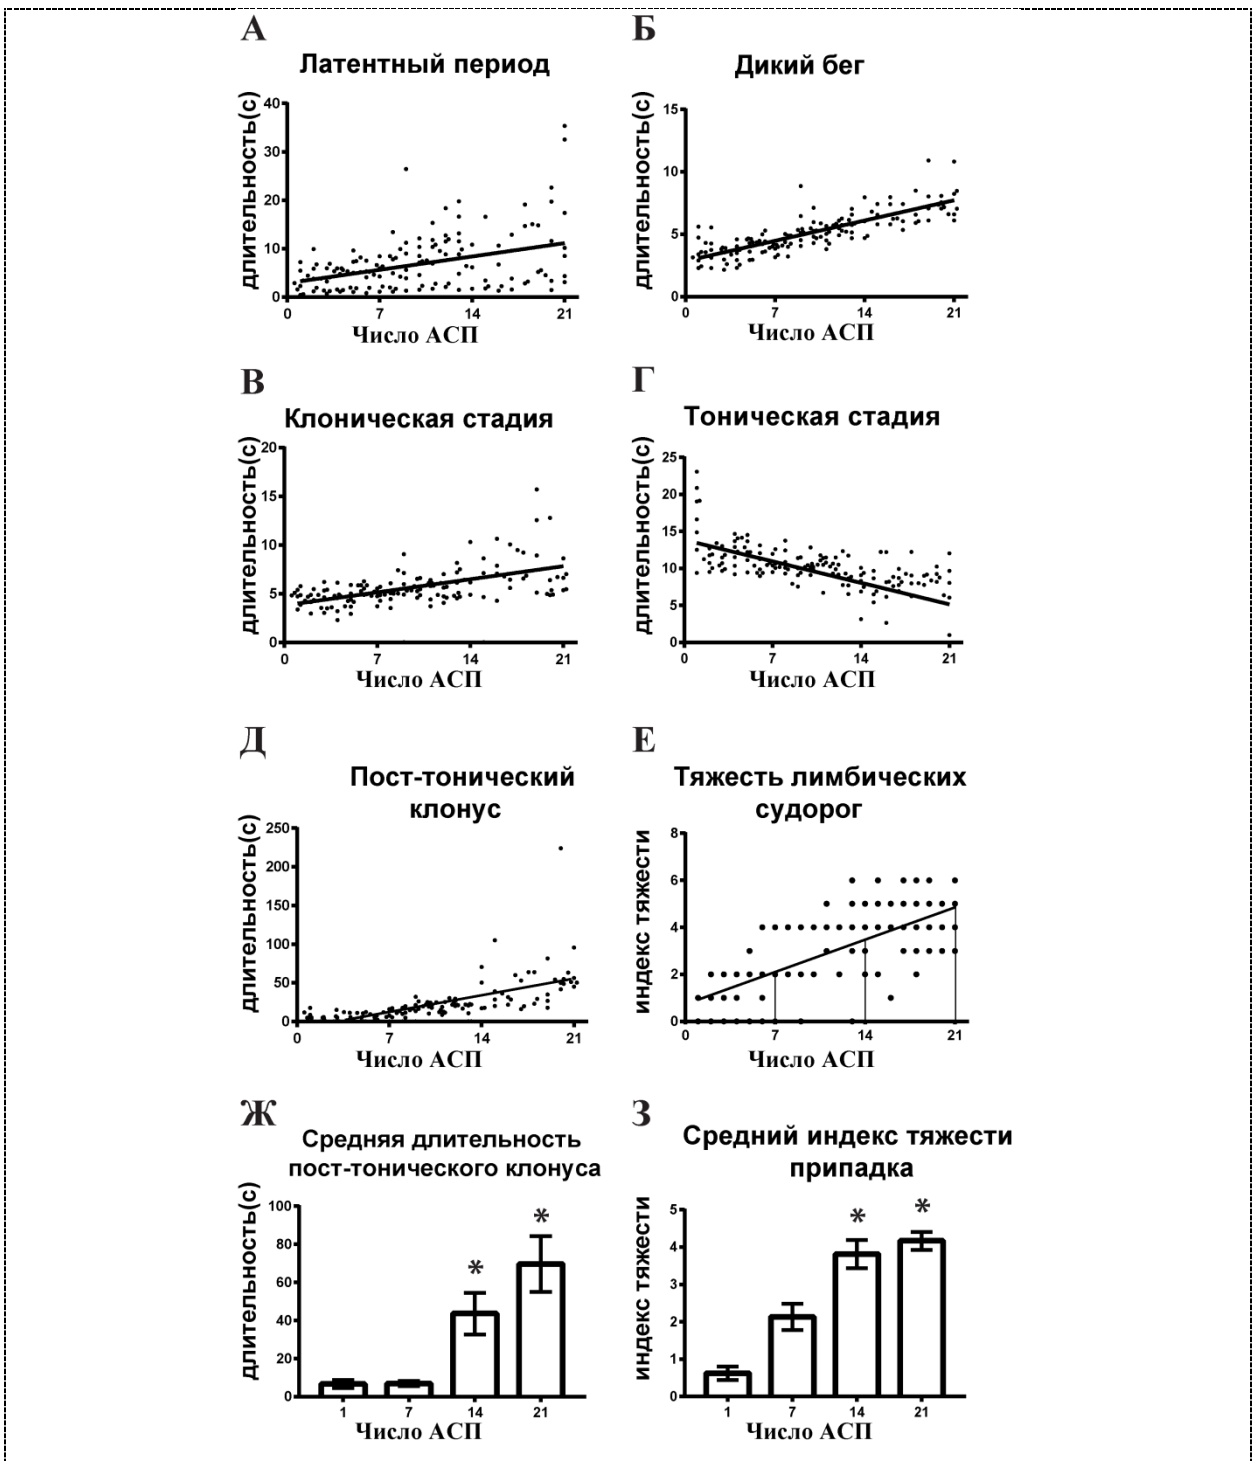 А
Латентный период
длительность(с)
40
30
20
10
0
0 7 14 21
Число АСП
Б
Дикий бег
длительность(с)
15
10
5
0
0 7 14 21
Число АСП
В
Клоническая стадия
длительность(с)
20
15
10
5
0
0 7 14 21
Число АСП
Г
Тоническая стадия
длительность(с)
25
20
15
10
5
0
0 7 14 21
Число АСП
Д
Пост-тонический
клонус
длительность(с)
250
200
150
100
50
0
0 7 14 21
Число АСП
Е
Тяжесть лимбических
судорог
индекс тяжести
8
6
4
2
0
0 7 14 21
Число АСП
Ж
Средняя длительность
пост-тонического клонуса
длительность(с)
100
80
60
40
20
0
* *
1 7 14 21
Число АСП
З
Средний индекс тяжести
припадка
индекс тяжести
5
4
3
2
1
0
* *
1 7 14 21
Число АСП